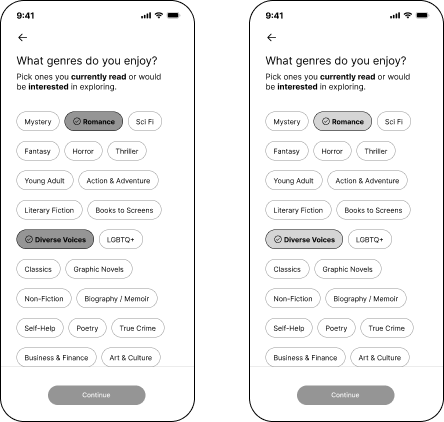 9:41
What genres do you enjoy?
Pick ones you currently read or would
be interested in exploring.
Mystery Romance Sci Fi
Fantasy Horror Thriller
Young Adult Action & Adventure
Literary Fiction Books to Screens
Diverse Voices LGBTQ+
Classics Graphic Novels
Non-Fiction Biography / Memoir
Self-Help Poetry True Crime
Business & Finance Art & Culture
Continue
9:41
What genres do you enjoy?
Pick ones you currently read or would
be interested in exploring.
Mystery Romance Sci Fi
Fantasy Horror Thriller
Young Adult Action & Adventure
Literary Fiction Books to Screens
Diverse Voices LGBTQ+
Classics Graphic Novels
Non-Fiction Biography / Memoir
Self-Help Poetry True Crime
Business & Finance Art & Culture
Continue